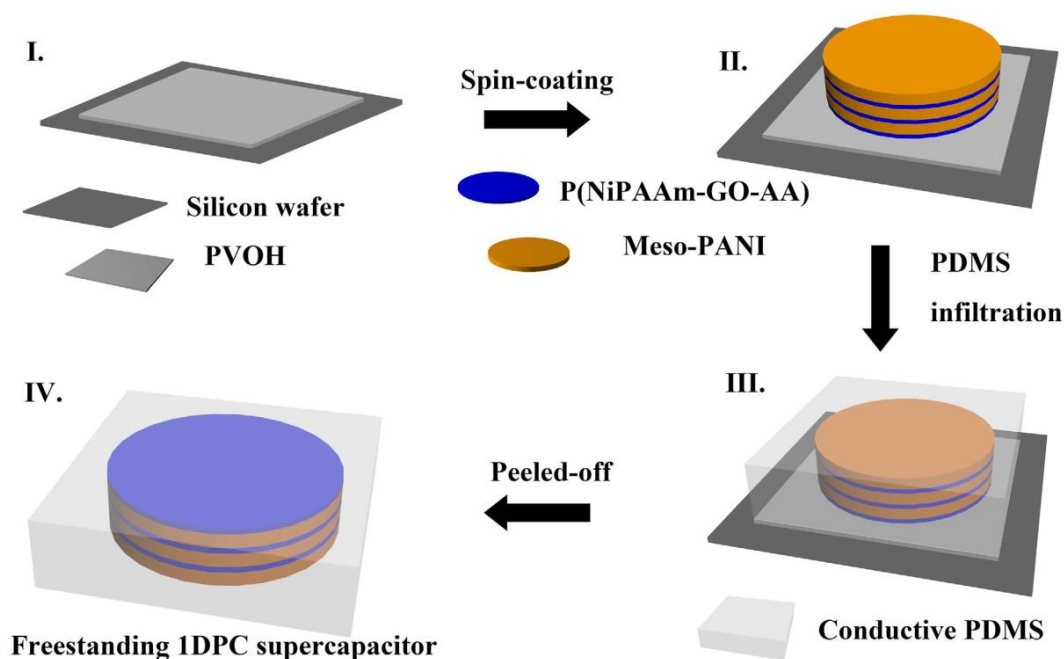 I.
Spin-coating
II.
Silicon wafer
PVOH
P(NiPAAm-GO-AA)
Meso-PANI
PDMS
infiltration
III.
Conductive PDMS
Peeled-off
IV.
Freestanding 1DPC supercapacitor